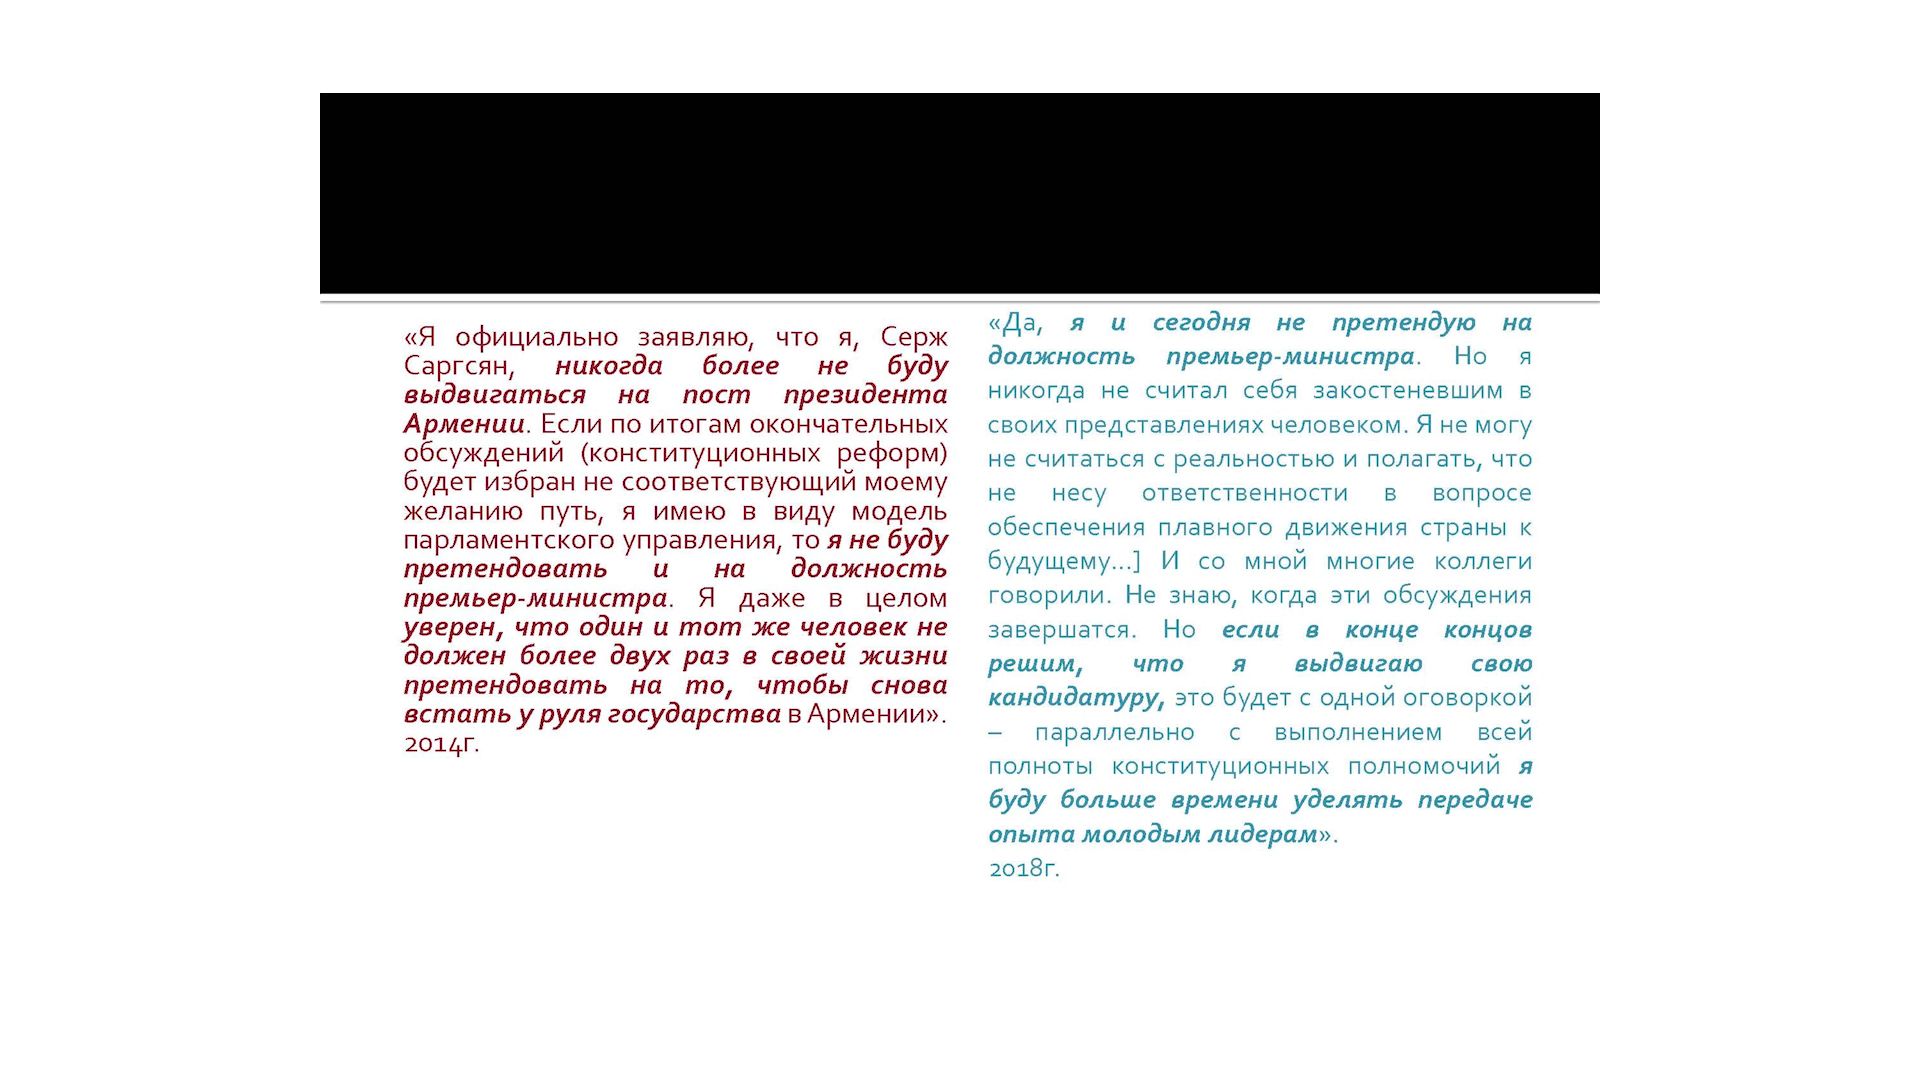 «Я официально заявляю, что я, Серж
Саргсян, никогда более не буду
выдвигаться на пост президента
Армении. Если по итогам окончательных
обсуждений (конституционных реформ)
будет избран не соответствующий моему
желанию путь, я имею в виду модель
парламентского управления, то я не буду
претендовать и на должность
премьер-министра. Я даже в целом
уверен, что один и тот же человек не
должен более двух раз в своей жизни
претендовать на то, чтобы снова
встать у руля государства в Армении».
2014г.
«Да, я и сегодня не претендую на
должность премьер-министра. Но я
никогда не считал себя закостеневшим в
своих представлениях человеком. Я не могу
не считаться с реальностью и полагать, что
не несу ответственности в вопросе
обеспечения плавного движения страны к
будущему...] И со мной многие коллеги
говорили. Не знаю, когда эти обсуждения
завершатся. Но если в конце концов
решим, что я выдвигаю свою
кандидатуру, это будет с одной оговоркой
– параллельно с выполнением всей
полноты конституционных полномочий я
буду больше времени уделять передаче
опыта молодым лидерам».
2018г.